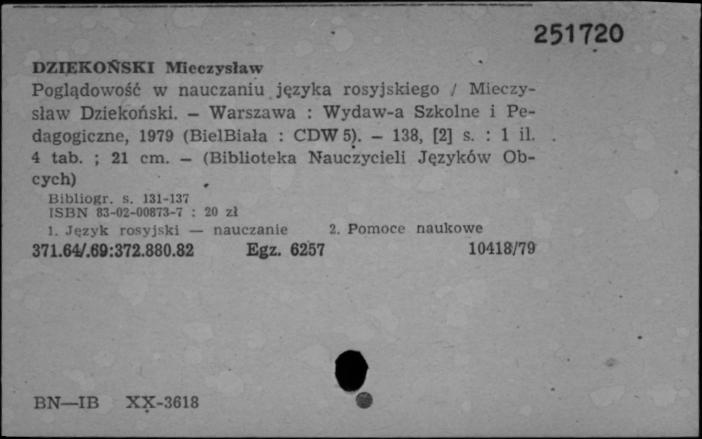 251720
DZIEKOŃSKI Mieczysław
Poglądowość w nauczaniu języka rosyjskiego / Mieczy-
sław Dziekoński. — Warszawa : Wydaw-a Szkolne i Pe-
dagogiczne, 1979 (BielBiała : CDW 5). — 138, [2] s. : 1 il.
4 tab. ; 21 cm. — (Biblioteka Nauczycieli Języków Ob-
cych)
Bibliogr. s. 131-137
ISBN 83-02-00873-7 : 20 zł
1. Język rosyjski — nauczanie 2. Pomoce naukowe
371.64/.69:372.880.82 Egz. 6257 10418/79
BN—IB XX-3618